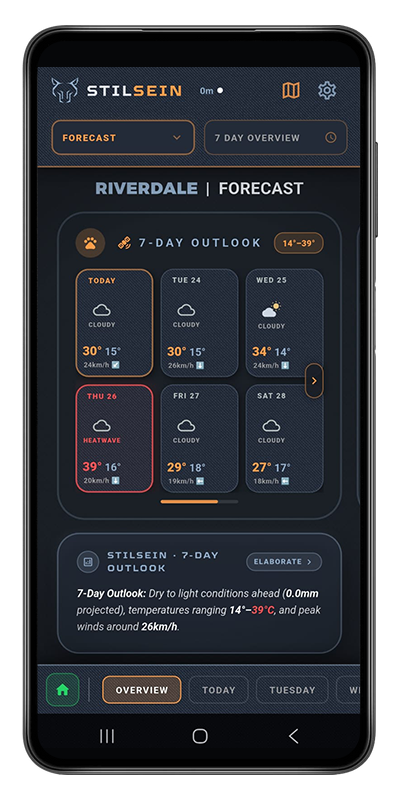 STILSEIN 0m
FORECAST 7 DAY OVERVIEW
RIVERDALE | FORECAST
7-DAY OUTLOOK 14°–39°
TODAY TUE 24 WED 25
CLOUDY CLOUDY CLOUDY
30° 15° 30° 15° 34° 14°
24km/h 26km/h 24km/h
THU 26 FRI 27 SAT 28
HEATWAVE CLOUDY CLOUDY
39° 16° 29° 18° 27° 17°
20km/h 19km/h 18km/h
STILSEIN · 7-DAY
OUTLOOK
ELABORATE
7-Day Outlook: Dry to light conditions ahead (0.0mm
projected), temperatures ranging 14°–39°C, and peak
winds around 26km/h.
OVERVIEW TODAY TUESDAY